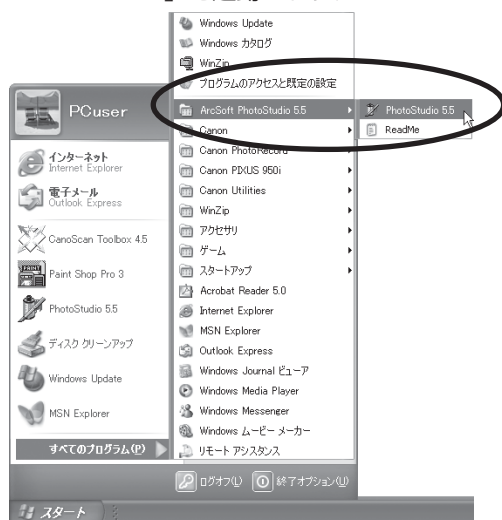 Windows Update
Windows カタログ
WinZip
プログラムのアクセスと既定の設定
ArcSoft PhotoStudio 5.5
Canon
Canon PhotoRecord
Canon PIXUS 950i
Canon Utilities
WinZip
アクセサリ
ゲーム
スタートアップ
Acrobat Reader 5.0
Internet Explorer
MSN Explorer
Outlook Express
Windows Journal ビューア
Windows Media Player
Windows Messenger
Windows ムービー メーカー
リモート アシスタンス
PhotoStudio 5.5
ReadMe
PCuser
インターネット
Internet Explorer
電子メール
Outlook Express
CanoScan Toolbox 4.5
Paint Shop Pro 3
PhotoStudio 5.5
ディスク クリーンアップ
Windows Update
MSN Explorer
すべてのプログラム(P)
ログオフ(L)
終了オプション(U)
スタート